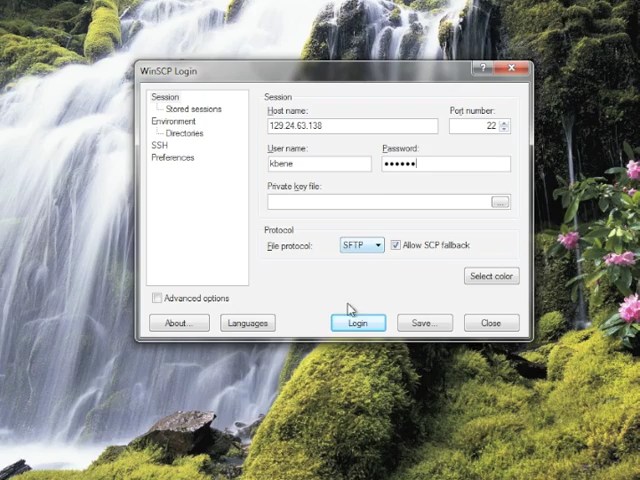 WinSCP Login
Session
Stored sessions
Environment
Directories
SSH
Preferences
Session
Host name:
Port number:
129.24.63.138
22
User name:
Password:
kbene
••••••
Private key file:
...
Protocol
File protocol:
SFTP
Allow SCP fallback
Select color
Advanced options
About...
Languages
Login
Save...
Close